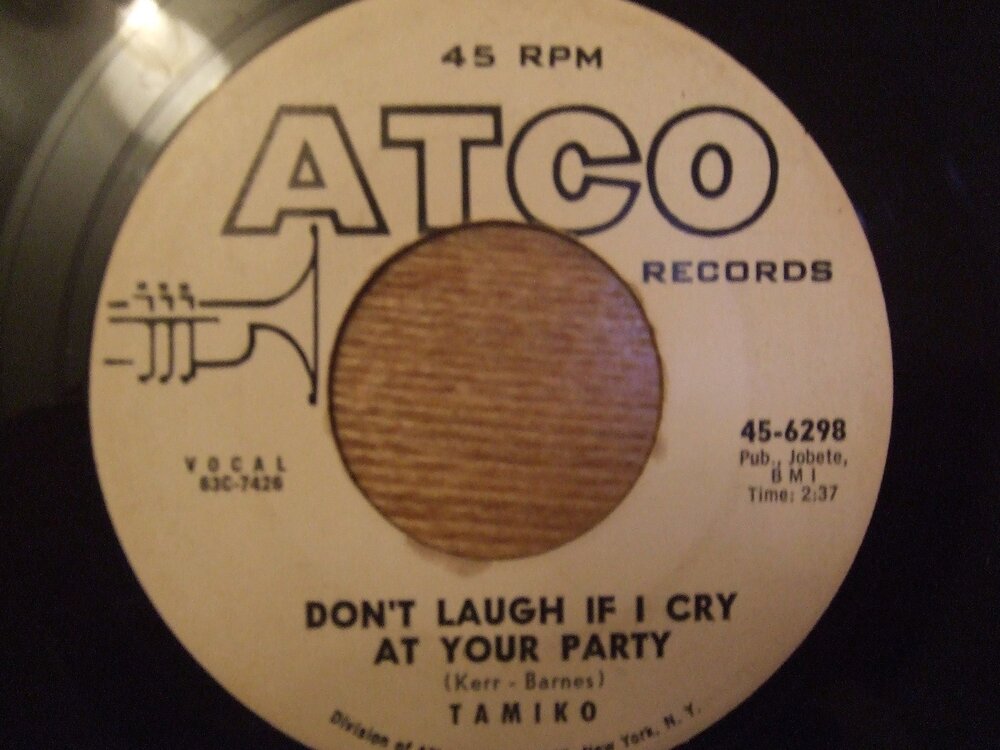 45 RPM
ATCO
RECORDS
VOCAL
63C-7426
45-6298
Pub., Jobete,
BMI
Time: 2:37
DON'T LAUGH IF I CRY
AT YOUR PARTY
(Kerr - Barnes)
TAMIKO
Division of
New York, N. Y.